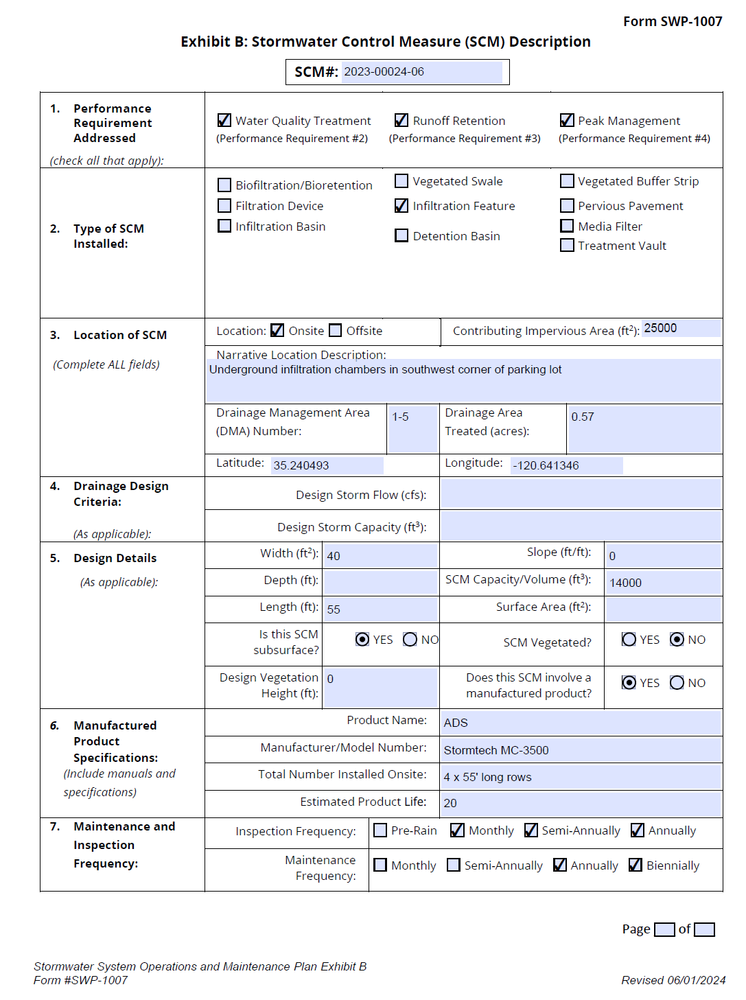 Form SWP-1007
Exhibit B: Stormwater Control Measure (SCM) Description
SCM#: 2023-00024-06
1. Performance Requirement Addressed
(check all that apply):
Water Quality Treatment
(Performance Requirement #2)
Runoff Retention
(Performance Requirement #3)
Peak Management
(Performance Requirement #4)
2. Type of SCM Installed:
Biofiltration/Bioretention
Vegetated Swale
Vegetated Buffer Strip
Filtration Device
Infiltration Feature
Pervious Pavement
Infiltration Basin
Detention Basin
Media Filter
Treatment Vault
3. Location of SCM
(Complete ALL fields)
Location: Onsite Offsite
Contributing Impervious Area (ft²): 25000
Narrative Location Description:
Underground infiltration chambers in southwest corner of parking lot
Drainage Management Area (DMA) Number: 1-5
Drainage Area Treated (acres): 0.57
Latitude: 35.240493
Longitude: -120.641346
4. Drainage Design Criteria:
(As applicable):
Design Storm Flow (cfs):
Design Storm Capacity (ft³):
5. Design Details
(As applicable):
Width (ft²): 40
Slope (ft/ft): 0
Depth (ft):
SCM Capacity/Volume (ft³): 14000
Length (ft): 55
Surface Area (ft²):
Is this SCM subsurface? YES NO
SCM Vegetated? YES NO
Design Vegetation Height (ft): 0
Does this SCM involve a manufactured product? YES NO
6. Manufactured Product Specifications:
(Include manuals and specifications)
Product Name: ADS
Manufacturer/Model Number: Stormtech MC-3500
Total Number Installed Onsite: 4 x 55' long rows
Estimated Product Life: 20
7. Maintenance and Inspection Frequency:
Inspection Frequency: Pre-Rain Monthly Semi-Annually Annually
Maintenance Frequency: Monthly Semi-Annually Annually Biennially
Page of
Stormwater System Operations and Maintenance Plan Exhibit B
Form #SWP-1007
Revised 06/01/2024